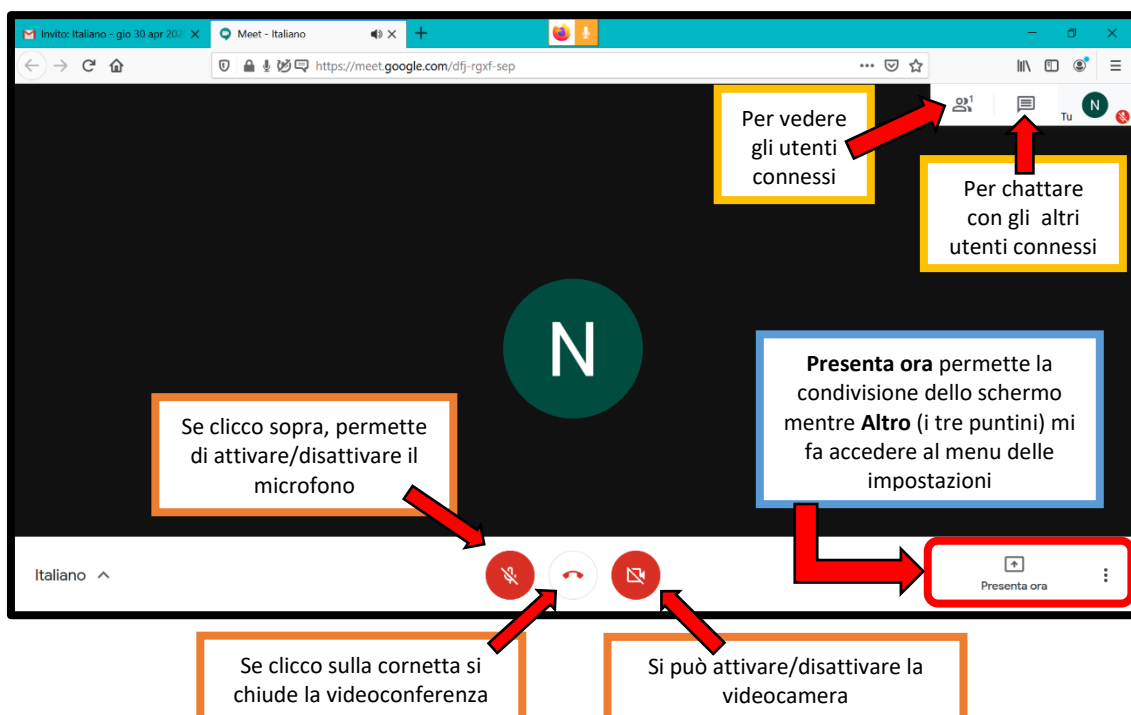 Invito: Italiano - gio 30 apr 202
Meet - Italiano
https://meet.google.com/dfj-rgxf-sep
1
Tu
N
Per vedere
gli utenti
connessi
Per chattare
con gli altri
utenti connessi
N
Presenta ora permette la
condivisione dello schermo
mentre Altro (i tre puntini) mi
fa accedere al menu delle
impostazioni
Se clicco sopra, permette
di attivare/disattivare il
microfono
Italiano
Presenta ora
Se clicco sulla cornetta si
chiude la videoconferenza
Si può attivare/disattivare la
videocamera